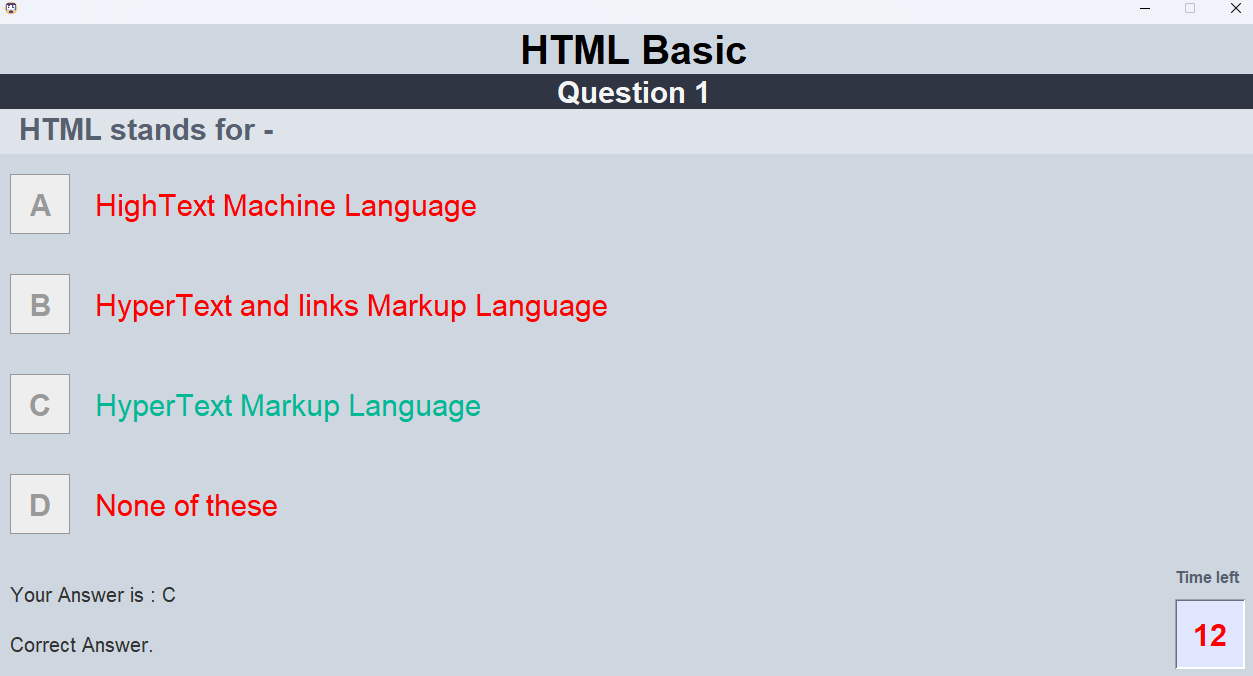 HTML Basic
Question 1
HTML stands for -
A HighText Machine Language
B HyperText and links Markup Language
C HyperText Markup Language
D None of these
Your Answer is : C
Correct Answer.
Time left
12